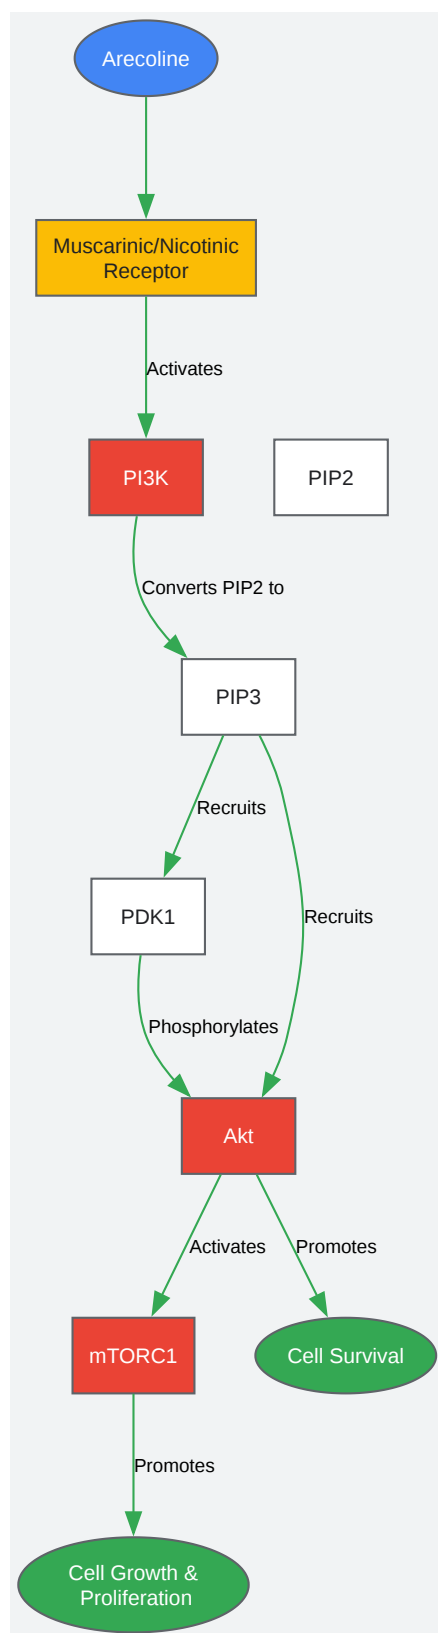 Arecoline
Muscarinic/Nicotinic
Receptor
Activates
PI3K
PIP2
Converts PIP2 to
PIP3
Recruits
PDK1
Recruits
Phosphorylates
Akt
Activates
Promotes
mTORC1
Cell Survival
Promotes
Cell Growth &
Proliferation